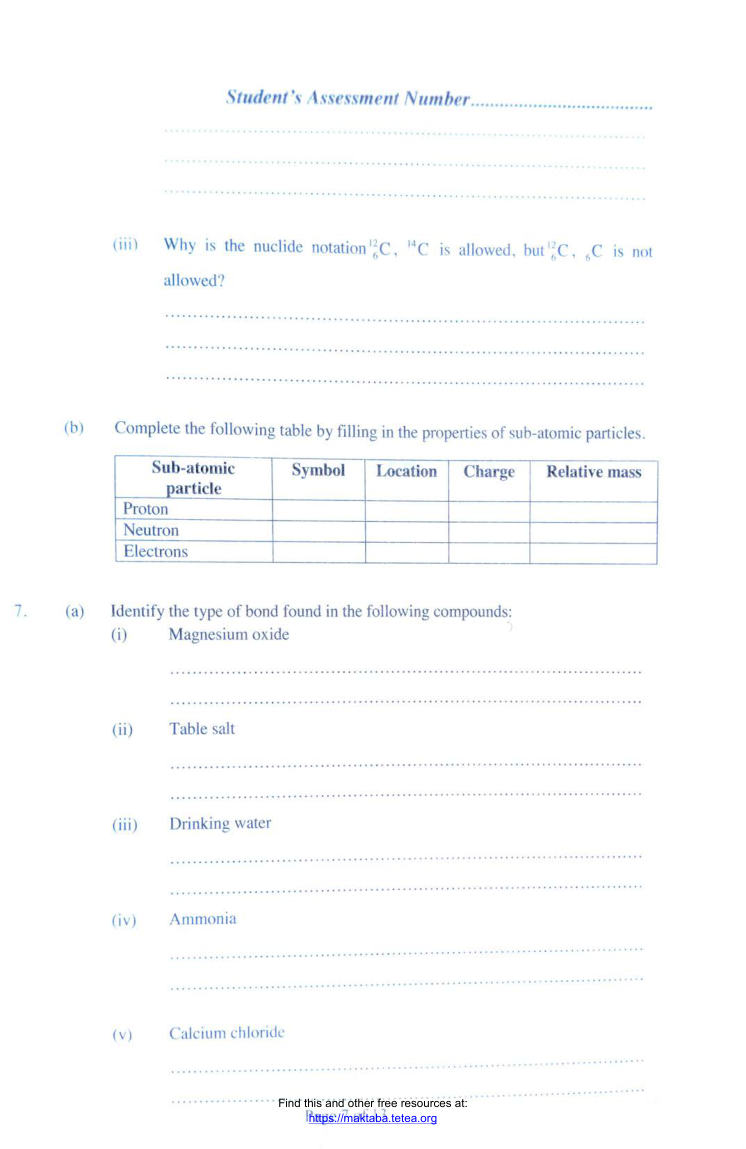 Student's Assessment Number.....................................
(iii) Why is the nuclide notation ¹²₆C, ¹⁴C is allowed, but ¹²₆C, ₆C is not
allowed?
(b) Complete the following table by filling in the properties of sub-atomic particles.
Sub-atomic particle Symbol Location Charge Relative mass
Proton
Neutron
Electrons
7. (a) Identify the type of bond found in the following compounds:
(i) Magnesium oxide
(ii) Table salt
(iii) Drinking water
(iv) Ammonia
(v) Calcium chloride
Find this and other free resources at:
https://maktaba.tetea.org